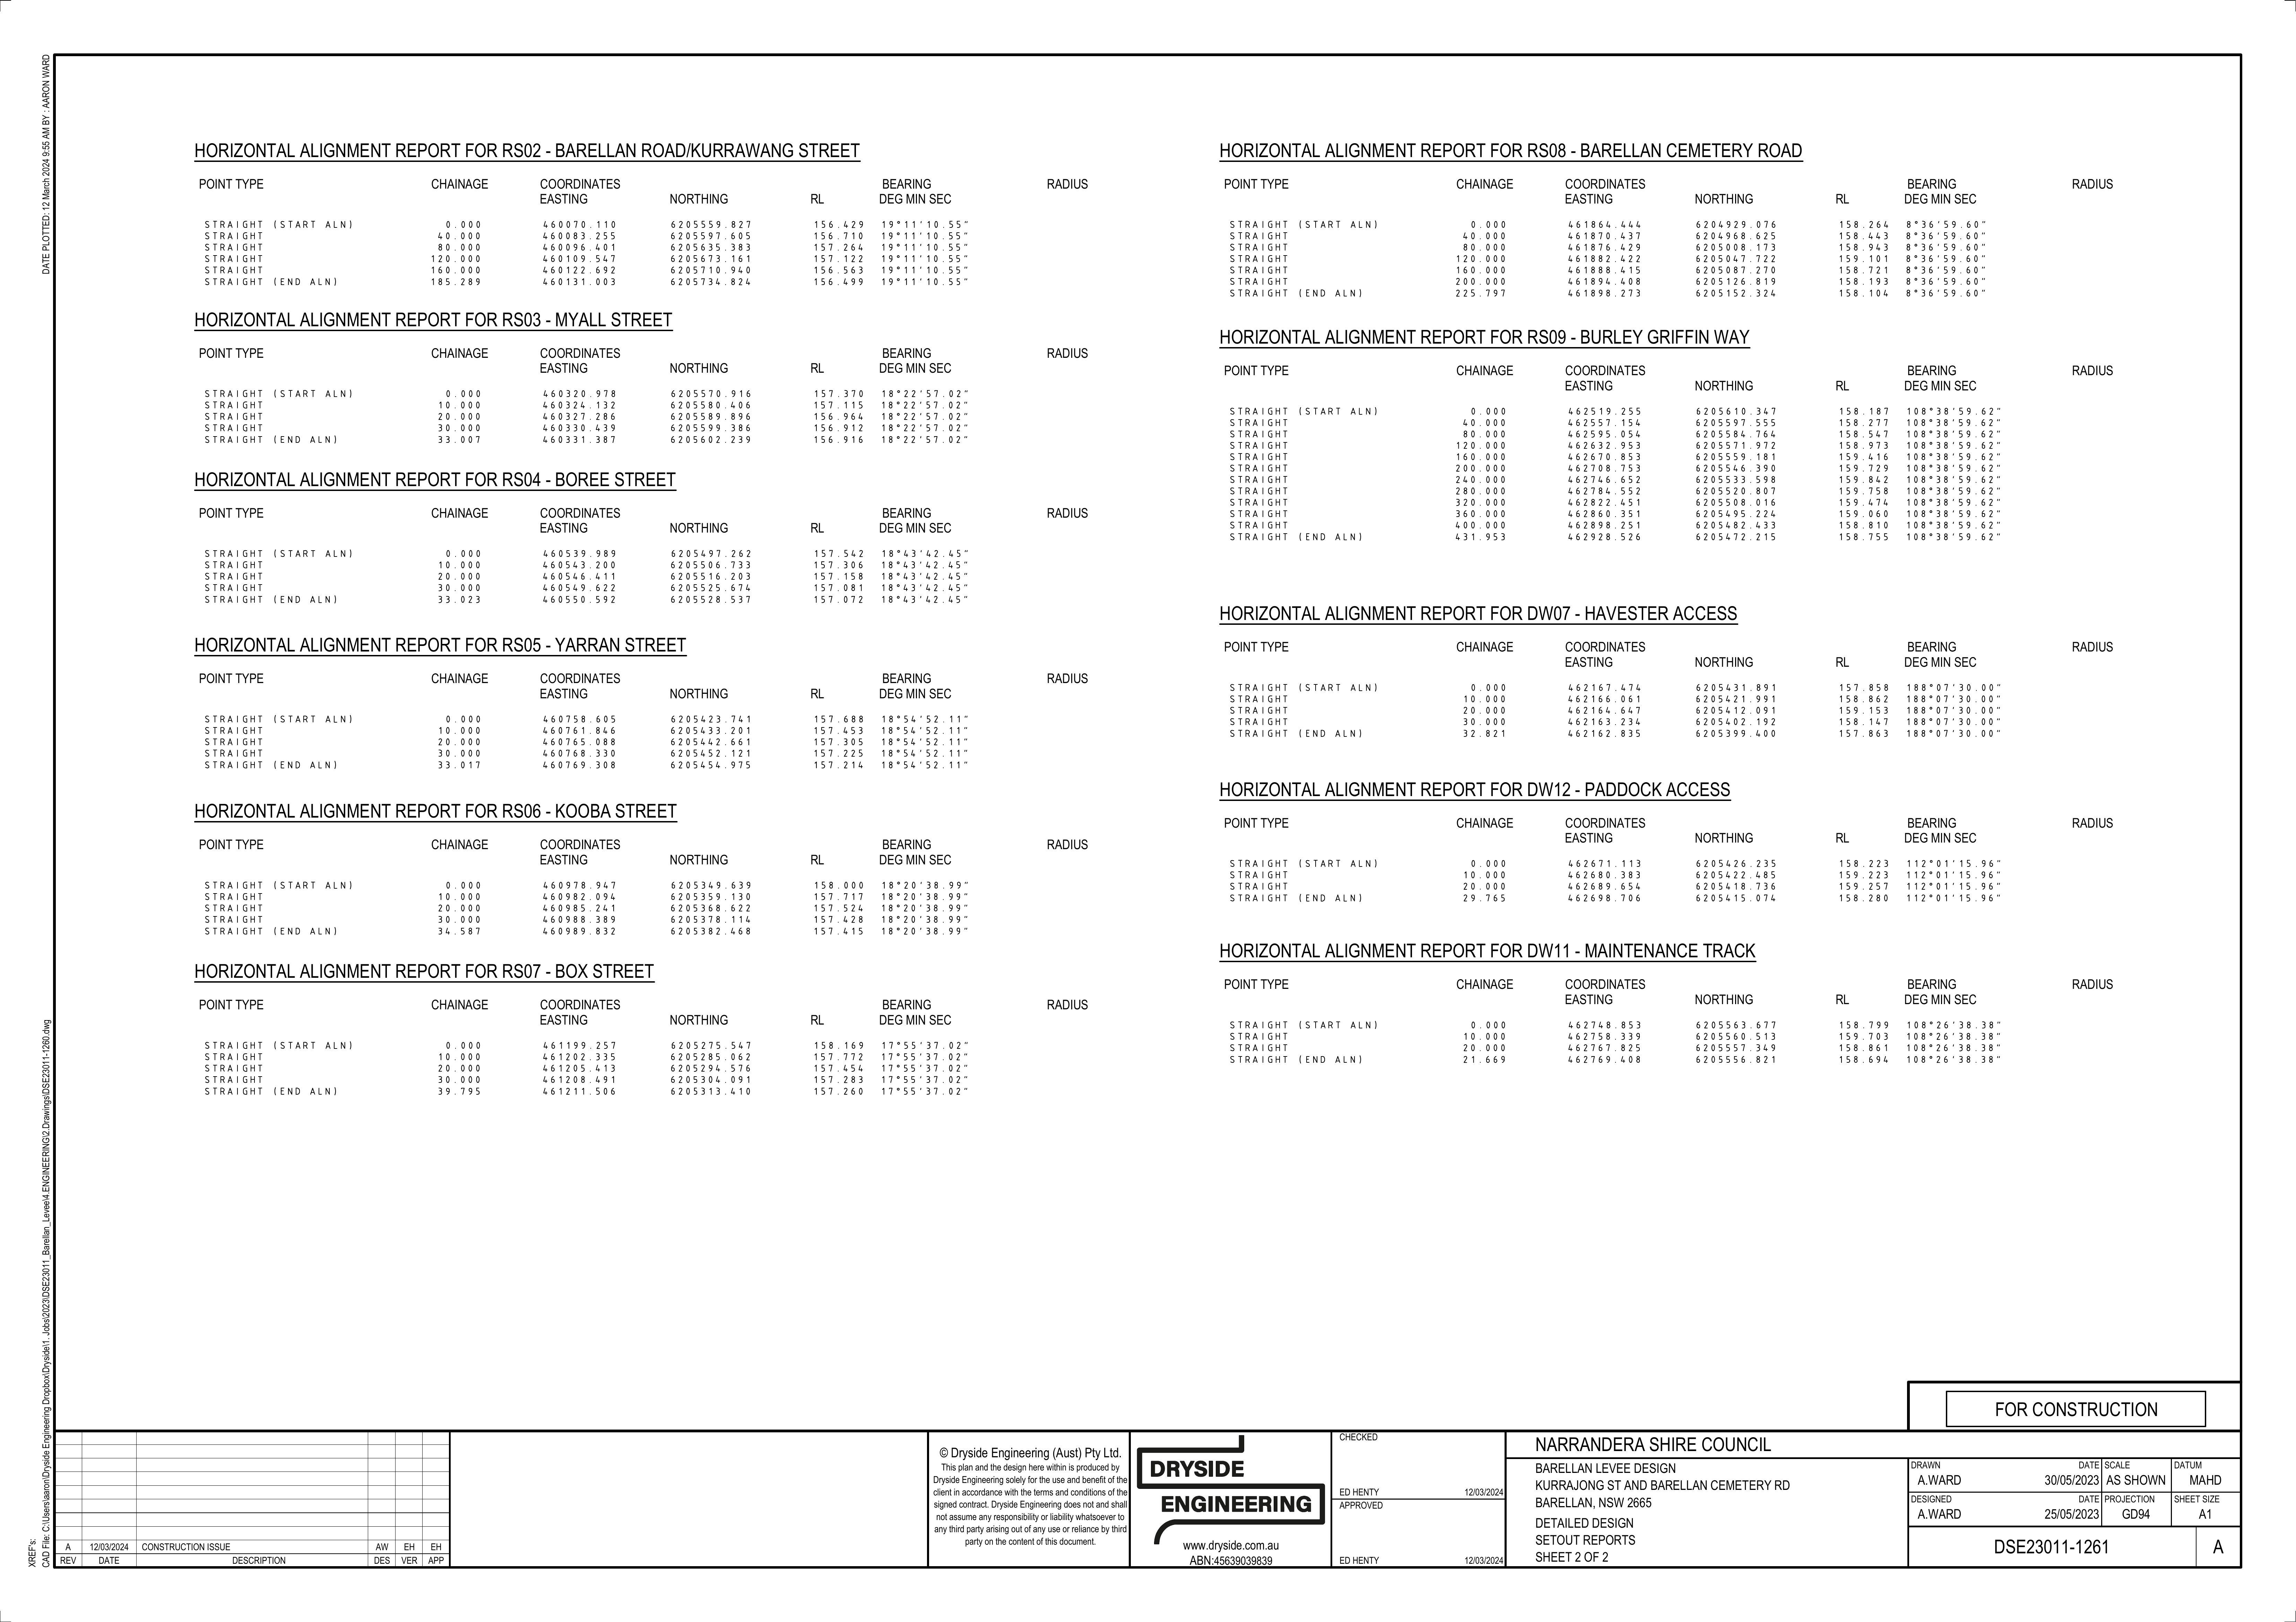 HORIZONTAL ALIGNMENT REPORT FOR RS02 - BARELLAN ROAD/KURRAWANG STREET
POINT TYPE CHAINAGE COORDINATES BEARING RADIUS
EASTING NORTHING RL DEG MIN SEC
STRAIGHT (START ALN) 0.000 460070.110 6205559.827 156.429 19°11'10.55"
STRAIGHT 40.000 460083.255 6205597.605 156.710 19°11'10.55"
STRAIGHT 80.000 460096.401 6205635.383 157.264 19°11'10.55"
STRAIGHT 120.000 460109.547 6205673.161 157.122 19°11'10.55"
STRAIGHT 160.000 460122.692 6205710.940 156.563 19°11'10.55"
STRAIGHT (END ALN) 185.289 460131.003 6205734.824 156.499 19°11'10.55"
HORIZONTAL ALIGNMENT REPORT FOR RS03 - MYALL STREET
POINT TYPE CHAINAGE COORDINATES BEARING RADIUS
EASTING NORTHING RL DEG MIN SEC
STRAIGHT (START ALN) 0.000 460320.978 6205570.916 157.370 18°22'57.02"
STRAIGHT 10.000 460324.132 6205580.406 157.115 18°22'57.02"
STRAIGHT 20.000 460327.286 6205589.896 156.964 18°22'57.02"
STRAIGHT 30.000 460330.439 6205599.386 156.912 18°22'57.02"
STRAIGHT (END ALN) 33.007 460331.387 6205602.239 156.916 18°22'57.02"
HORIZONTAL ALIGNMENT REPORT FOR RS04 - BOREE STREET
POINT TYPE CHAINAGE COORDINATES BEARING RADIUS
EASTING NORTHING RL DEG MIN SEC
STRAIGHT (START ALN) 0.000 460539.989 6205497.262 157.542 18°43'42.45"
STRAIGHT 10.000 460543.200 6205506.733 157.306 18°43'42.45"
STRAIGHT 20.000 460546.411 6205516.203 157.158 18°43'42.45"
STRAIGHT 30.000 460549.622 6205525.674 157.081 18°43'42.45"
STRAIGHT (END ALN) 33.023 460550.592 6205528.537 157.072 18°43'42.45"
HORIZONTAL ALIGNMENT REPORT FOR RS05 - YARRAN STREET
POINT TYPE CHAINAGE COORDINATES BEARING RADIUS
EASTING NORTHING RL DEG MIN SEC
STRAIGHT (START ALN) 0.000 460758.605 6205423.741 157.688 18°54'52.11"
STRAIGHT 10.000 460761.846 6205433.201 157.453 18°54'52.11"
STRAIGHT 20.000 460765.088 6205442.661 157.305 18°54'52.11"
STRAIGHT 30.000 460768.330 6205452.121 157.225 18°54'52.11"
STRAIGHT (END ALN) 33.017 460769.308 6205454.975 157.214 18°54'52.11"
HORIZONTAL ALIGNMENT REPORT FOR RS06 - KOOBA STREET
POINT TYPE CHAINAGE COORDINATES BEARING RADIUS
EASTING NORTHING RL DEG MIN SEC
STRAIGHT (START ALN) 0.000 460978.947 6205349.639 158.000 18°20'38.99"
STRAIGHT 10.000 460982.094 6205359.130 157.717 18°20'38.99"
STRAIGHT 20.000 460985.241 6205368.622 157.524 18°20'38.99"
STRAIGHT 30.000 460988.389 6205378.114 157.428 18°20'38.99"
STRAIGHT (END ALN) 34.587 460989.832 6205382.468 157.415 18°20'38.99"
HORIZONTAL ALIGNMENT REPORT FOR RS07 - BOX STREET
POINT TYPE CHAINAGE COORDINATES BEARING RADIUS
EASTING NORTHING RL DEG MIN SEC
STRAIGHT (START ALN) 0.000 461199.257 6205275.547 158.169 17°55'37.02"
STRAIGHT 10.000 461202.335 6205285.062 157.772 17°55'37.02"
STRAIGHT 20.000 461205.413 6205294.576 157.454 17°55'37.02"
STRAIGHT 30.000 461208.491 6205304.091 157.283 17°55'37.02"
STRAIGHT (END ALN) 39.795 461211.506 6205313.410 157.260 17°55'37.02"
HORIZONTAL ALIGNMENT REPORT FOR RS08 - BARELLAN CEMETERY ROAD
POINT TYPE CHAINAGE COORDINATES BEARING RADIUS
EASTING NORTHING RL DEG MIN SEC
STRAIGHT (START ALN) 0.000 461864.444 6204929.076 158.264 8°36'59.60"
STRAIGHT 40.000 461870.437 6204968.625 158.443 8°36'59.60"
STRAIGHT 80.000 461876.429 6205008.173 158.943 8°36'59.60"
STRAIGHT 120.000 461882.422 6205047.722 159.101 8°36'59.60"
STRAIGHT 160.000 461888.415 6205087.270 158.721 8°36'59.60"
STRAIGHT 200.000 461894.408 6205126.819 158.193 8°36'59.60"
STRAIGHT (END ALN) 225.797 461898.273 6205152.324 158.104 8°36'59.60"
HORIZONTAL ALIGNMENT REPORT FOR RS09 - BURLEY GRIFFIN WAY
POINT TYPE CHAINAGE COORDINATES BEARING RADIUS
EASTING NORTHING RL DEG MIN SEC
STRAIGHT (START ALN) 0.000 462519.255 6205610.347 158.187 108°38'59.62"
STRAIGHT 40.000 462557.154 6205597.555 158.277 108°38'59.62"
STRAIGHT 80.000 462595.054 6205584.764 158.547 108°38'59.62"
STRAIGHT 120.000 462632.953 6205571.972 158.973 108°38'59.62"
STRAIGHT 160.000 462670.853 6205559.181 159.416 108°38'59.62"
STRAIGHT 200.000 462708.753 6205546.390 159.729 108°38'59.62"
STRAIGHT 240.000 462746.652 6205533.598 159.842 108°38'59.62"
STRAIGHT 280.000 462784.552 6205520.807 159.758 108°38'59.62"
STRAIGHT 320.000 462822.451 6205508.016 159.474 108°38'59.62"
STRAIGHT 360.000 462860.351 6205495.224 159.060 108°38'59.62"
STRAIGHT 400.000 462898.251 6205482.433 158.810 108°38'59.62"
STRAIGHT (END ALN) 431.953 462928.526 6205472.215 158.755 108°38'59.62"
HORIZONTAL ALIGNMENT REPORT FOR DW07 - HAVESTER ACCESS
POINT TYPE CHAINAGE COORDINATES BEARING RADIUS
EASTING NORTHING RL DEG MIN SEC
STRAIGHT (START ALN) 0.000 462167.474 6205431.891 157.858 188°07'30.00"
STRAIGHT 10.000 462166.061 6205421.991 158.862 188°07'30.00"
STRAIGHT 20.000 462164.647 6205412.091 159.153 188°07'30.00"
STRAIGHT 30.000 462163.234 6205402.192 158.147 188°07'30.00"
STRAIGHT (END ALN) 32.821 462162.835 6205399.400 157.863 188°07'30.00"
HORIZONTAL ALIGNMENT REPORT FOR DW12 - PADDOCK ACCESS
POINT TYPE CHAINAGE COORDINATES BEARING RADIUS
EASTING NORTHING RL DEG MIN SEC
STRAIGHT (START ALN) 0.000 462671.113 6205426.235 158.223 112°01'15.96"
STRAIGHT 10.000 462680.383 6205422.485 159.223 112°01'15.96"
STRAIGHT 20.000 462689.654 6205418.736 159.257 112°01'15.96"
STRAIGHT (END ALN) 29.765 462698.706 6205415.074 158.280 112°01'15.96"
HORIZONTAL ALIGNMENT REPORT FOR DW11 - MAINTENANCE TRACK
POINT TYPE CHAINAGE COORDINATES BEARING RADIUS
EASTING NORTHING RL DEG MIN SEC
STRAIGHT (START ALN) 0.000 462748.853 6205563.677 158.799 108°26'38.38"
STRAIGHT 10.000 462758.339 6205560.513 159.703 108°26'38.38"
STRAIGHT 20.000 462767.825 6205557.349 158.861 108°26'38.38"
STRAIGHT (END ALN) 21.669 462769.408 6205556.821 158.694 108°26'38.38"
DATE PLOTTED: 12 March 2024 9:55 AM BY : AARON WARD
XREF's:
CAD File: C:\Users\aaron\Dryside Engineering Dropbox\Dryside\1. Jobs\2023\DSE23011_Barellan_Levee\4.ENGINEERING\2.Drawings\DSE23011-1260.dwg
FOR CONSTRUCTION
A 12/03/2024 CONSTRUCTION ISSUE AW EH EH
REV DATE DESCRIPTION DES VER APP
© Dryside Engineering (Aust) Pty Ltd.
This plan and the design here within is produced by
Dryside Engineering solely for the use and benefit of the
client in accordance with the terms and conditions of the
signed contract. Dryside Engineering does not and shall
not assume any responsibility or liability whatsoever to
any third party arising out of any use or reliance by third
party on the content of this document.
DRYSIDE
ENGINEERING
www.dryside.com.au
ABN:45639039839
CHECKED
ED HENTY 12/03/2024
APPROVED
ED HENTY 12/03/2024
NARRANDERA SHIRE COUNCIL
BARELLAN LEVEE DESIGN
KURRAJONG ST AND BARELLAN CEMETERY RD
BARELLAN, NSW 2665
DETAILED DESIGN
SETOUT REPORTS
SHEET 2 OF 2
DRAWN DATE SCALE DATUM
A.WARD 30/05/2023 AS SHOWN MAHD
DESIGNED DATE PROJECTION SHEET SIZE
A.WARD 25/05/2023 GD94 A1
DSE23011-1261 A